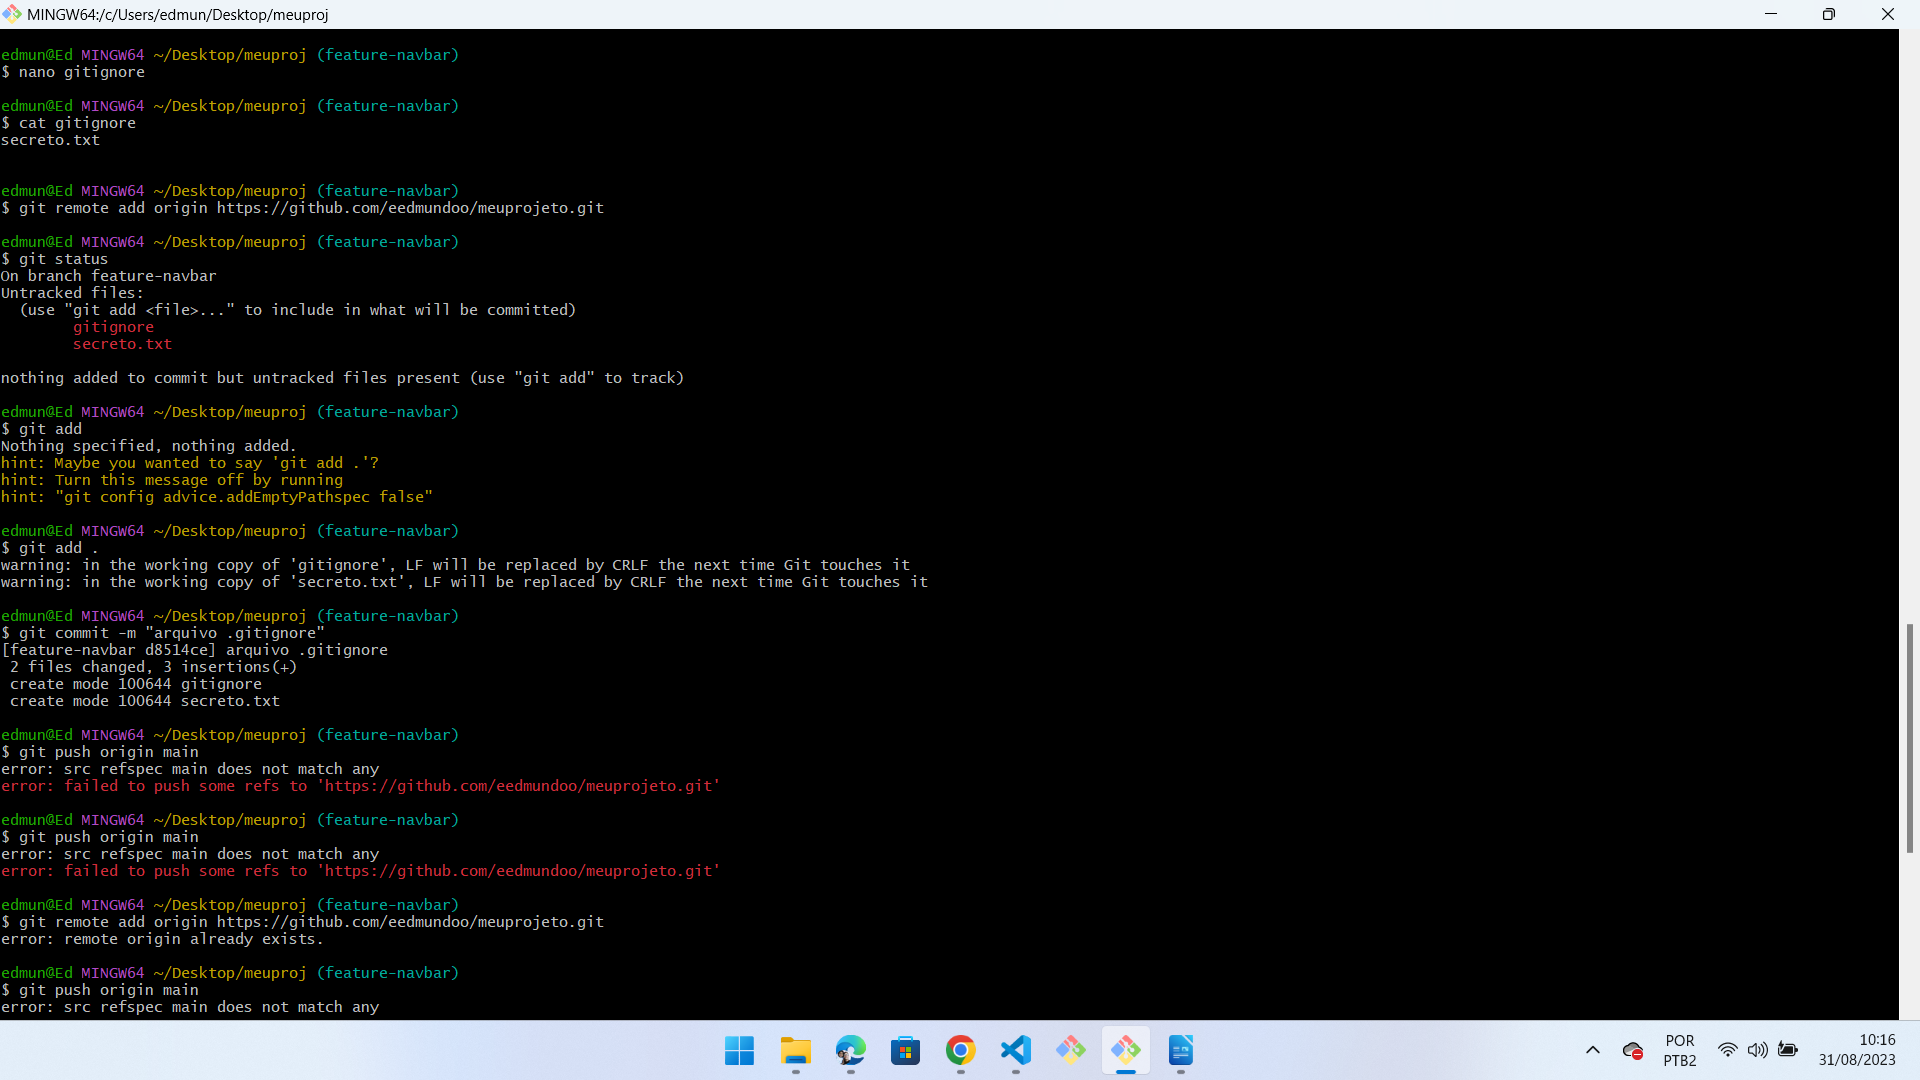 MINGW64:/c/Users/edmun/Desktop/meuproj
edmun@Ed MINGW64 ~/Desktop/meuproj (feature-navbar)
$ nano gitignore
edmun@Ed MINGW64 ~/Desktop/meuproj (feature-navbar)
$ cat gitignore
secreto.txt
edmun@Ed MINGW64 ~/Desktop/meuproj (feature-navbar)
$ git remote add origin https://github.com/eedmundoo/meuprojeto.git
edmun@Ed MINGW64 ~/Desktop/meuproj (feature-navbar)
$ git status
On branch feature-navbar
Untracked files:
  (use "git add <file>..." to include in what will be committed)
        gitignore
        secreto.txt
nothing added to commit but untracked files present (use "git add" to track)
edmun@Ed MINGW64 ~/Desktop/meuproj (feature-navbar)
$ git add
Nothing specified, nothing added.
hint: Maybe you wanted to say 'git add .'?
hint: Turn this message off by running
hint: "git config advice.addEmptyPathspec false"
edmun@Ed MINGW64 ~/Desktop/meuproj (feature-navbar)
$ git add .
warning: in the working copy of 'gitignore', LF will be replaced by CRLF the next time Git touches it
warning: in the working copy of 'secreto.txt', LF will be replaced by CRLF the next time Git touches it
edmun@Ed MINGW64 ~/Desktop/meuproj (feature-navbar)
$ git commit -m "arquivo .gitignore"
[feature-navbar d8514ce] arquivo .gitignore
 2 files changed, 3 insertions(+)
 create mode 100644 gitignore
 create mode 100644 secreto.txt
edmun@Ed MINGW64 ~/Desktop/meuproj (feature-navbar)
$ git push origin main
error: src refspec main does not match any
error: failed to push some refs to 'https://github.com/eedmundoo/meuprojeto.git'
edmun@Ed MINGW64 ~/Desktop/meuproj (feature-navbar)
$ git push origin main
error: src refspec main does not match any
error: failed to push some refs to 'https://github.com/eedmundoo/meuprojeto.git'
edmun@Ed MINGW64 ~/Desktop/meuproj (feature-navbar)
$ git remote add origin https://github.com/eedmundoo/meuprojeto.git
error: remote origin already exists.
edmun@Ed MINGW64 ~/Desktop/meuproj (feature-navbar)
$ git push origin main
error: src refspec main does not match any
POR
PTB2
10:16
31/08/2023